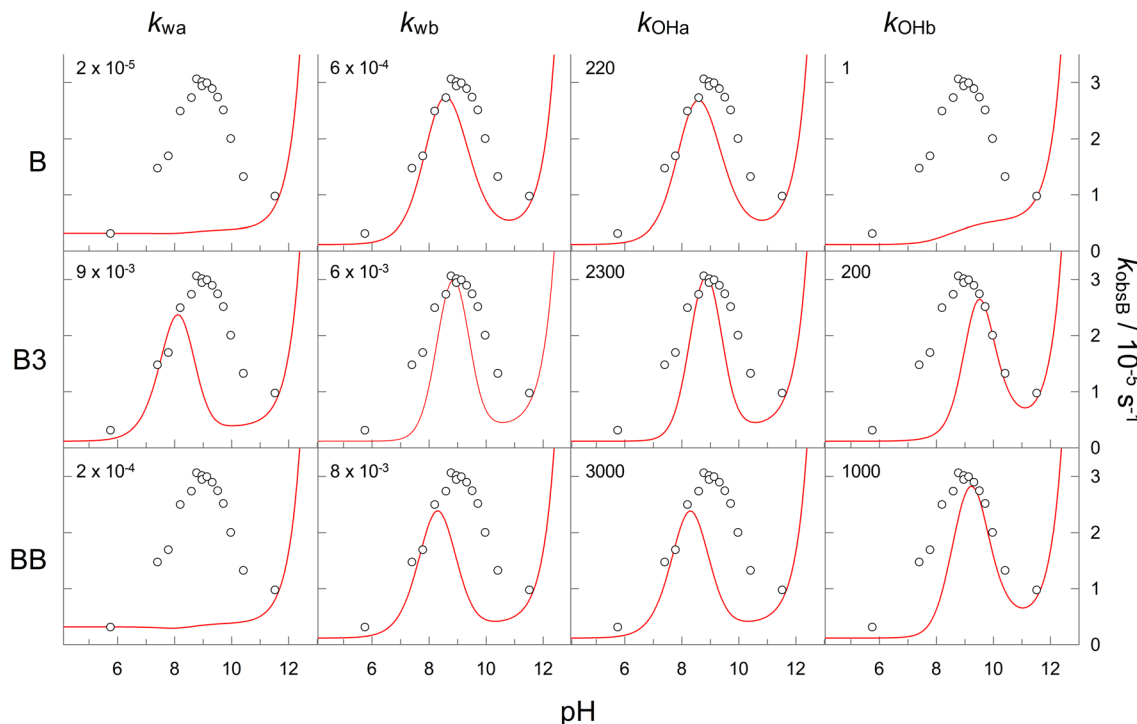 kwa kwb kOHa kOHb
B 2 x 10-5 6 x 10-4 220 1 3
2
1
0
B3 9 x 10-3 6 x 10-3 2300 200 3
2
1
0
BB 2 x 10-4 8 x 10-3 3000 1000 3
2
1
0
kobsB / 10-5 s-1
6 8 10 12 6 8 10 12 6 8 10 12 6 8 10 12
pH